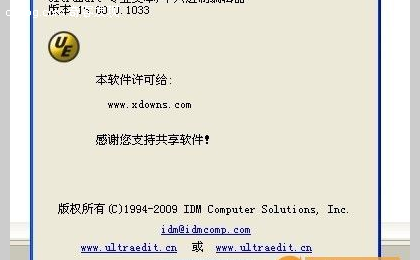 版本 15.00.0.1033
UE
本软件许可给:
www.xdowns.com
感谢您支持共享软件!
版权所有(C)1994-2009 IDM Computer Solutions, Inc.
idm@idmcomp.com
www.ultraedit.cn 或 www.ultraedit.cn